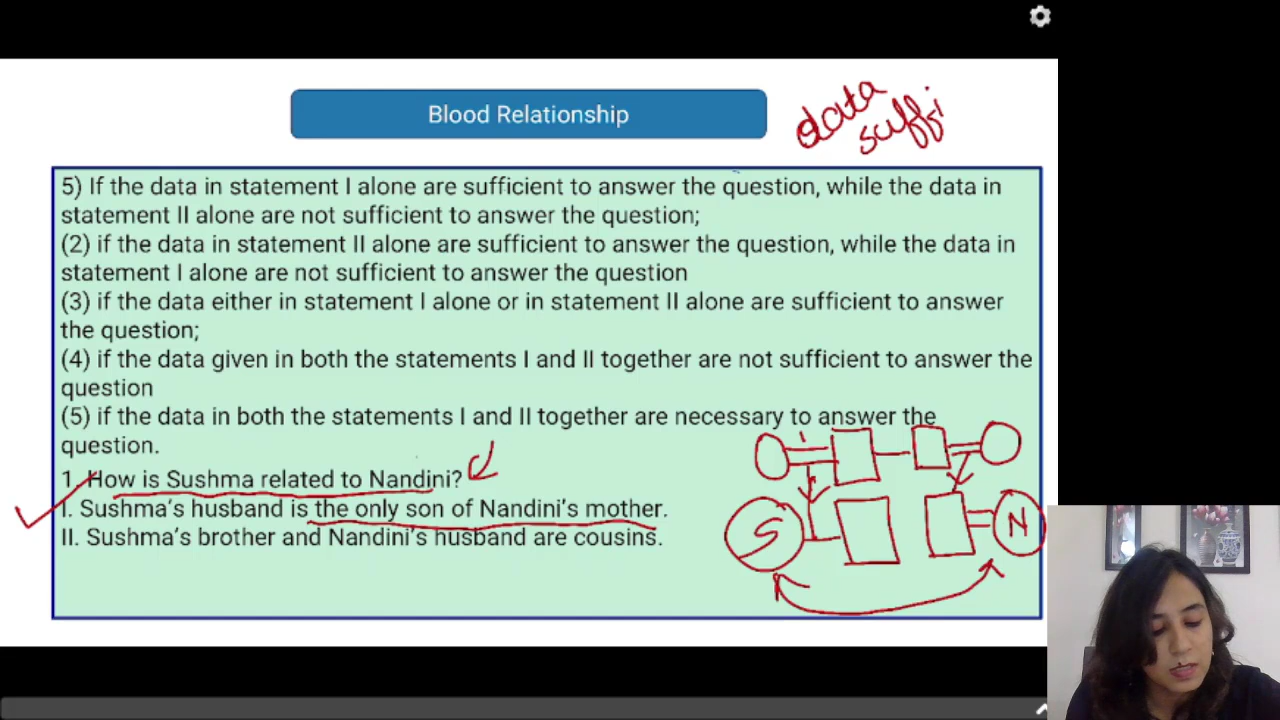 Blood Relationship
data
suffi
5) If the data in statement I alone are sufficient to answer the question, while the data in
statement II alone are not sufficient to answer the question;
(2) if the data in statement II alone are sufficient to answer the question, while the data in
statement I alone are not sufficient to answer the question
(3) if the data either in statement I alone or in statement II alone are sufficient to answer
the question;
(4) if the data given in both the statements I and II together are not sufficient to answer the
question
(5) if the data in both the statements I and II together are necessary to answer the
question.
1. How is Sushma related to Nandini?
I. Sushma's husband is the only son of Nandini's mother.
II. Sushma's brother and Nandini's husband are cousins.
S
N